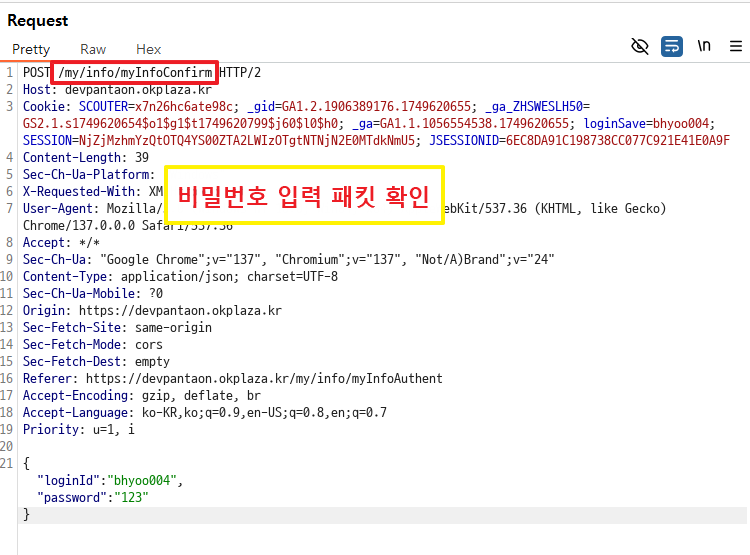 Request
Pretty Raw Hex \n
1 POST /my/info/myInfoConfirm HTTP/2
2 Host: devpantaon.okplaza.kr
3 Cookie: SCOUTER=x7n26hc6ate98c; _gid=GA1.2.1906389176.1749620655; _ga_ZHSWESLH50=
GS2.1.s1749620654$o1$g1$t1749620799$j60$l0$h0; _ga=GA1.1.1056554538.1749620655; loginSave=bhyoo004;
SESSION=NjZjMzhmYzQtOTQ4YS00ZTA2LWIzOTgtNTNjN2E0MTdkNmU5; JSESSIONID=6EC8DA91C198738CC077C921E41E0A9F
4 Content-Length: 39
5 Sec-Ch-Ua-Platform:
6 X-Requested-With: XM
비밀번호 입력 패킷 확인
7 User-Agent: Mozilla/ ebKit/537.36 (KHTML, like Gecko)
Chrome/137.0.0.0 Safari/537.36
8 Accept: */*
9 Sec-Ch-Ua: "Google Chrome";v="137", "Chromium";v="137", "Not/A)Brand";v="24"
10 Content-Type: application/json; charset=UTF-8
11 Sec-Ch-Ua-Mobile: ?0
12 Origin: https://devpantaon.okplaza.kr
13 Sec-Fetch-Site: same-origin
14 Sec-Fetch-Mode: cors
15 Sec-Fetch-Dest: empty
16 Referer: https://devpantaon.okplaza.kr/my/info/myInfoAuthent
17 Accept-Encoding: gzip, deflate, br
18 Accept-Language: ko-KR,ko;q=0.9,en-US;q=0.8,en;q=0.7
19 Priority: u=1, i
20
21 {
"loginId":"bhyoo004",
"password":"123"
}